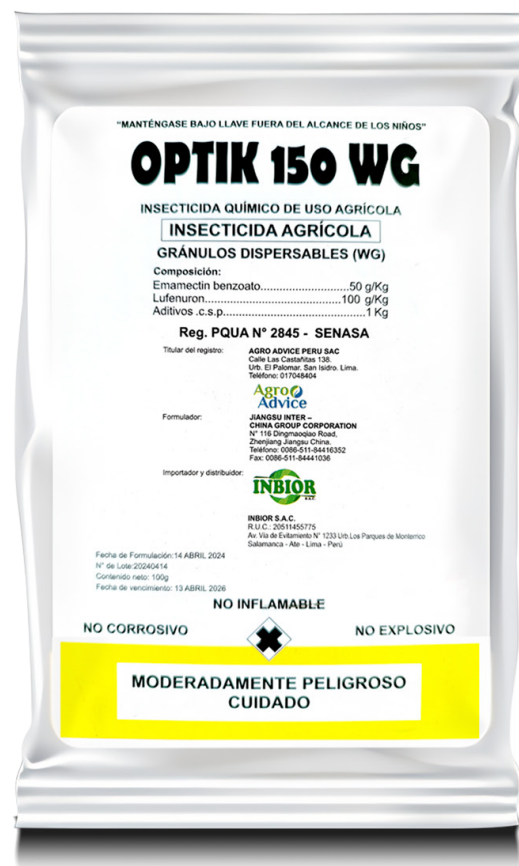 "MANTÉNGASE BAJO LLAVE FUERA DEL ALCANCE DE LOS NIÑOS"
OPTIK 150 WG
INSECTICIDA QUÍMICO DE USO AGRÍCOLA
INSECTICIDA AGRÍCOLA
GRÁNULOS DISPERSABLES (WG)
Composición:
Emamectin benzoato.............................50 g/Kg
Lufenuron............................................100 g/Kg
Aditivos .c.s.p..............................................1 Kg
Reg. PQUA N° 2845 - SENASA
Titular del registro: AGRO ADVICE PERU SAC
Calle Las Castañitas 138.
Urb. El Palomar. San Isidro. Lima.
Teléfono: 017048404
Agro
Advice
Formulador: JIANGSU INTER –
CHINA GROUP CORPORATION
N° 116 Dingmaoqiao Road,
Zhenjiang Jiangsu China.
Teléfono: 0086-511-84416352
Fax: 0086-511-84441036
Importador y distribuidor:
INBIOR
S.A.C
INBIOR S.A.C.
R.U.C.: 20511455775
Av. Vía de Evitamiento N° 1233 Urb.Los Parques de Monterrico
Salamanca - Ate - Lima - Perú
Fecha de Formulación:14 ABRIL 2024
N° de Lote:20240414
Contenido neto: 100g
Fecha de vencimiento: 13 ABRIL 2026
NO INFLAMABLE
NO CORROSIVO
NO EXPLOSIVO
MODERADAMENTE PELIGROSO
CUIDADO